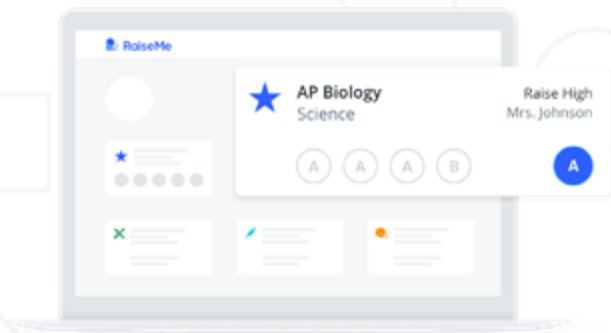 RaiseMe
AP Biology
Science
Raise High
Mrs. Johnson
A A A B A